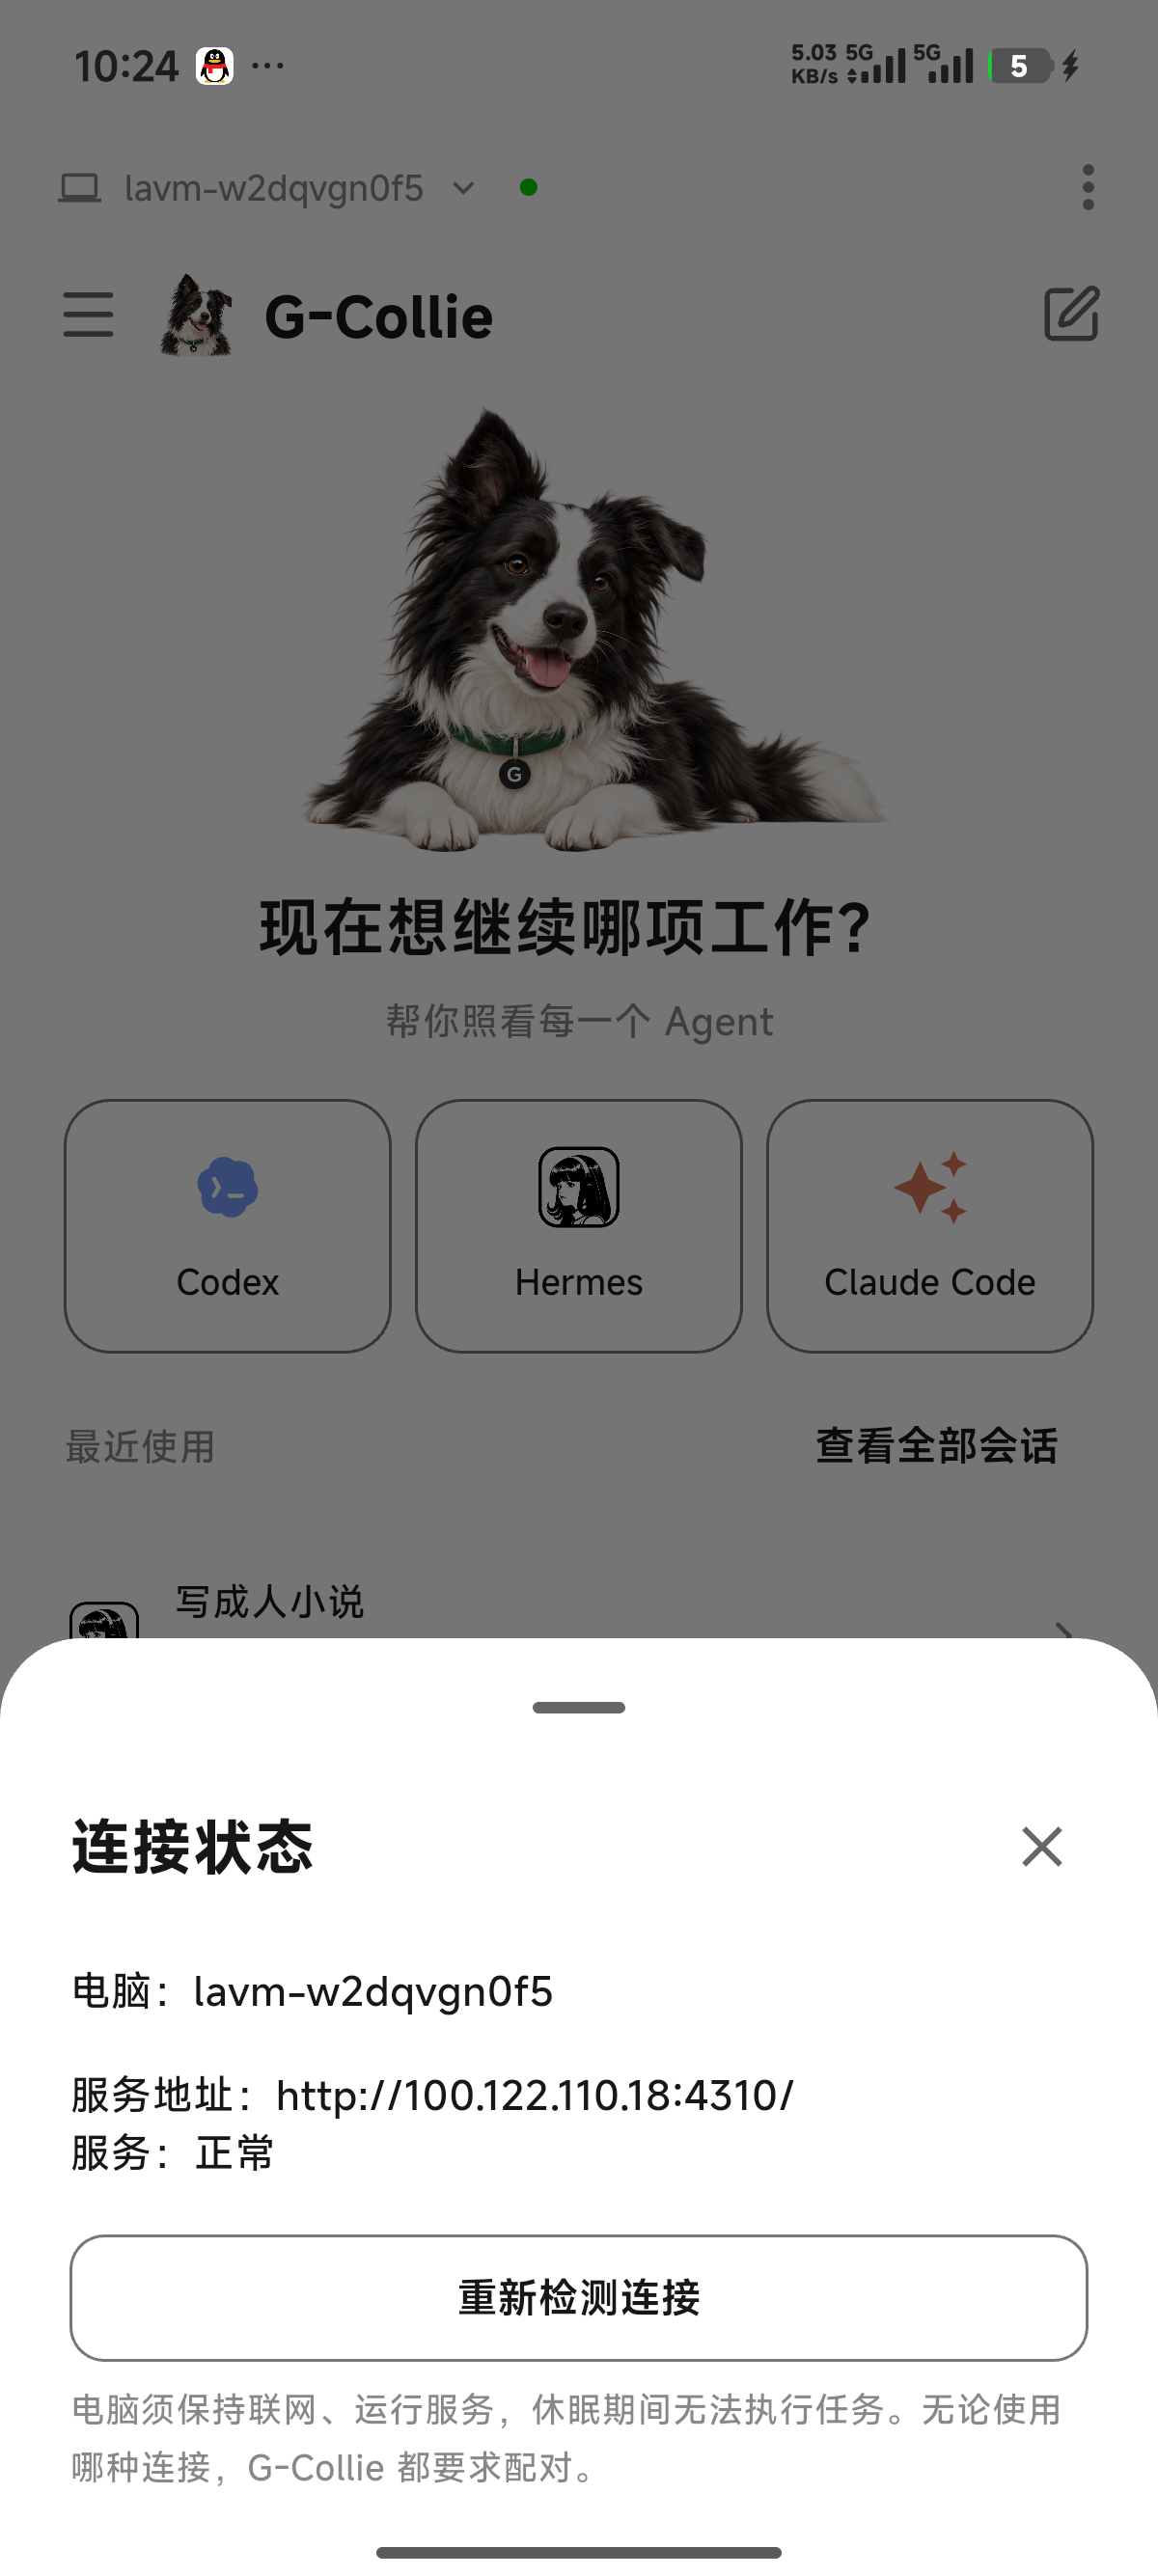 10:24 ...
5.03 KB/s 5G 5G 5
lavm-w2dqvgn0f5
G-Collie
G
现在想继续哪项工作？
帮你照看每一个 Agent
Codex
Hermes
Claude Code
最近使用
查看全部会话
写成人小说
连接状态
电脑：lavm-w2dqvgn0f5
服务地址：http://100.122.110.18:4310/
服务：正常
重新检测连接
电脑须保持联网、运行服务，休眠期间无法执行任务。无论使用
哪种连接，G-Collie 都要求配对。